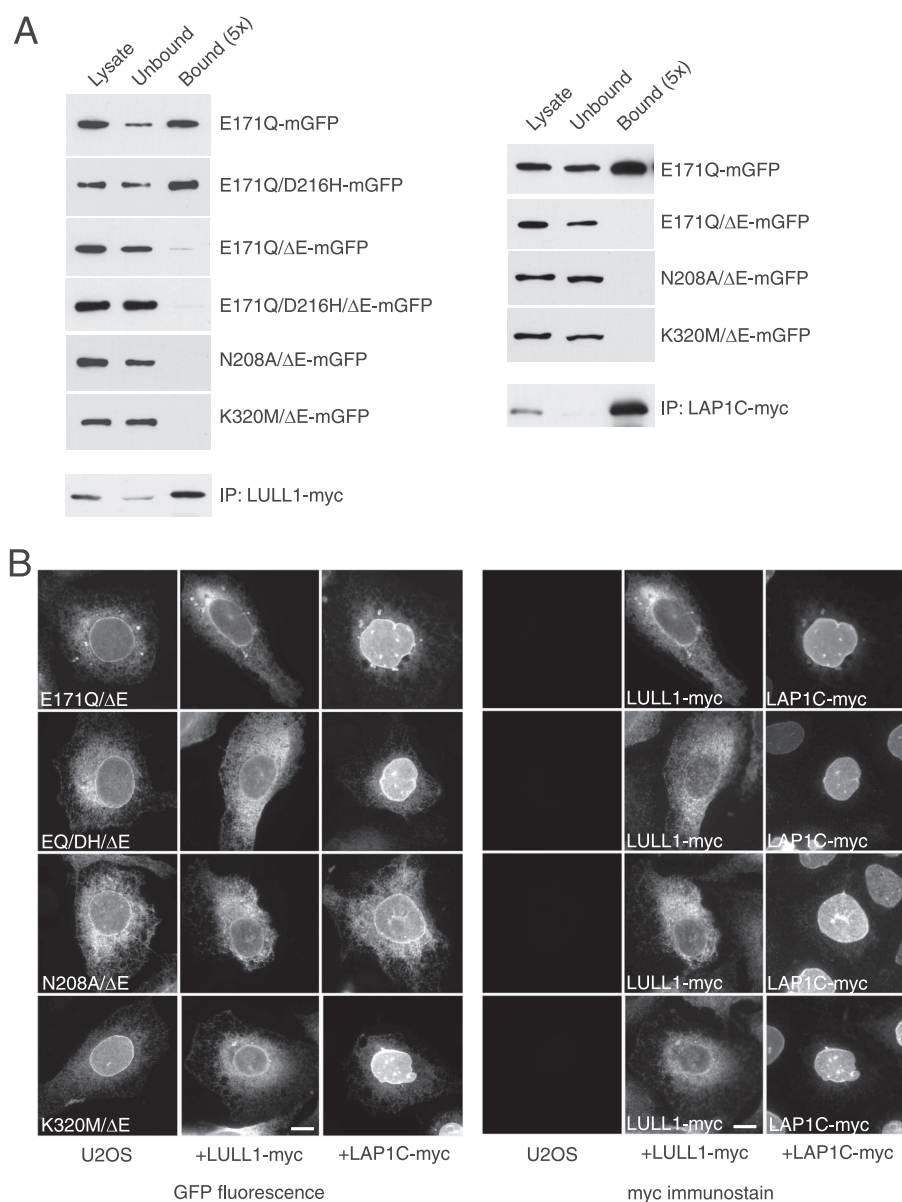 A
Lysate
Unbound
Bound (5x)
E171Q-mGFP
E171Q/D216H-mGFP
E171Q/ΔE-mGFP
E171Q/D216H/ΔE-mGFP
N208A/ΔE-mGFP
K320M/ΔE-mGFP
IP: LULL1-myc
Lysate
Unbound
Bound (5x)
E171Q-mGFP
E171Q/ΔE-mGFP
N208A/ΔE-mGFP
K320M/ΔE-mGFP
IP: LAP1C-myc
B
E171Q/ΔE
LULL1-myc
LAP1C-myc
EQ/DH/ΔE
LULL1-myc
LAP1C-myc
N208A/ΔE
LULL1-myc
LAP1C-myc
K320M/ΔE
LULL1-myc
LAP1C-myc
U2OS
+LULL1-myc
+LAP1C-myc
U2OS
+LULL1-myc
+LAP1C-myc
GFP fluorescence
myc immunostain